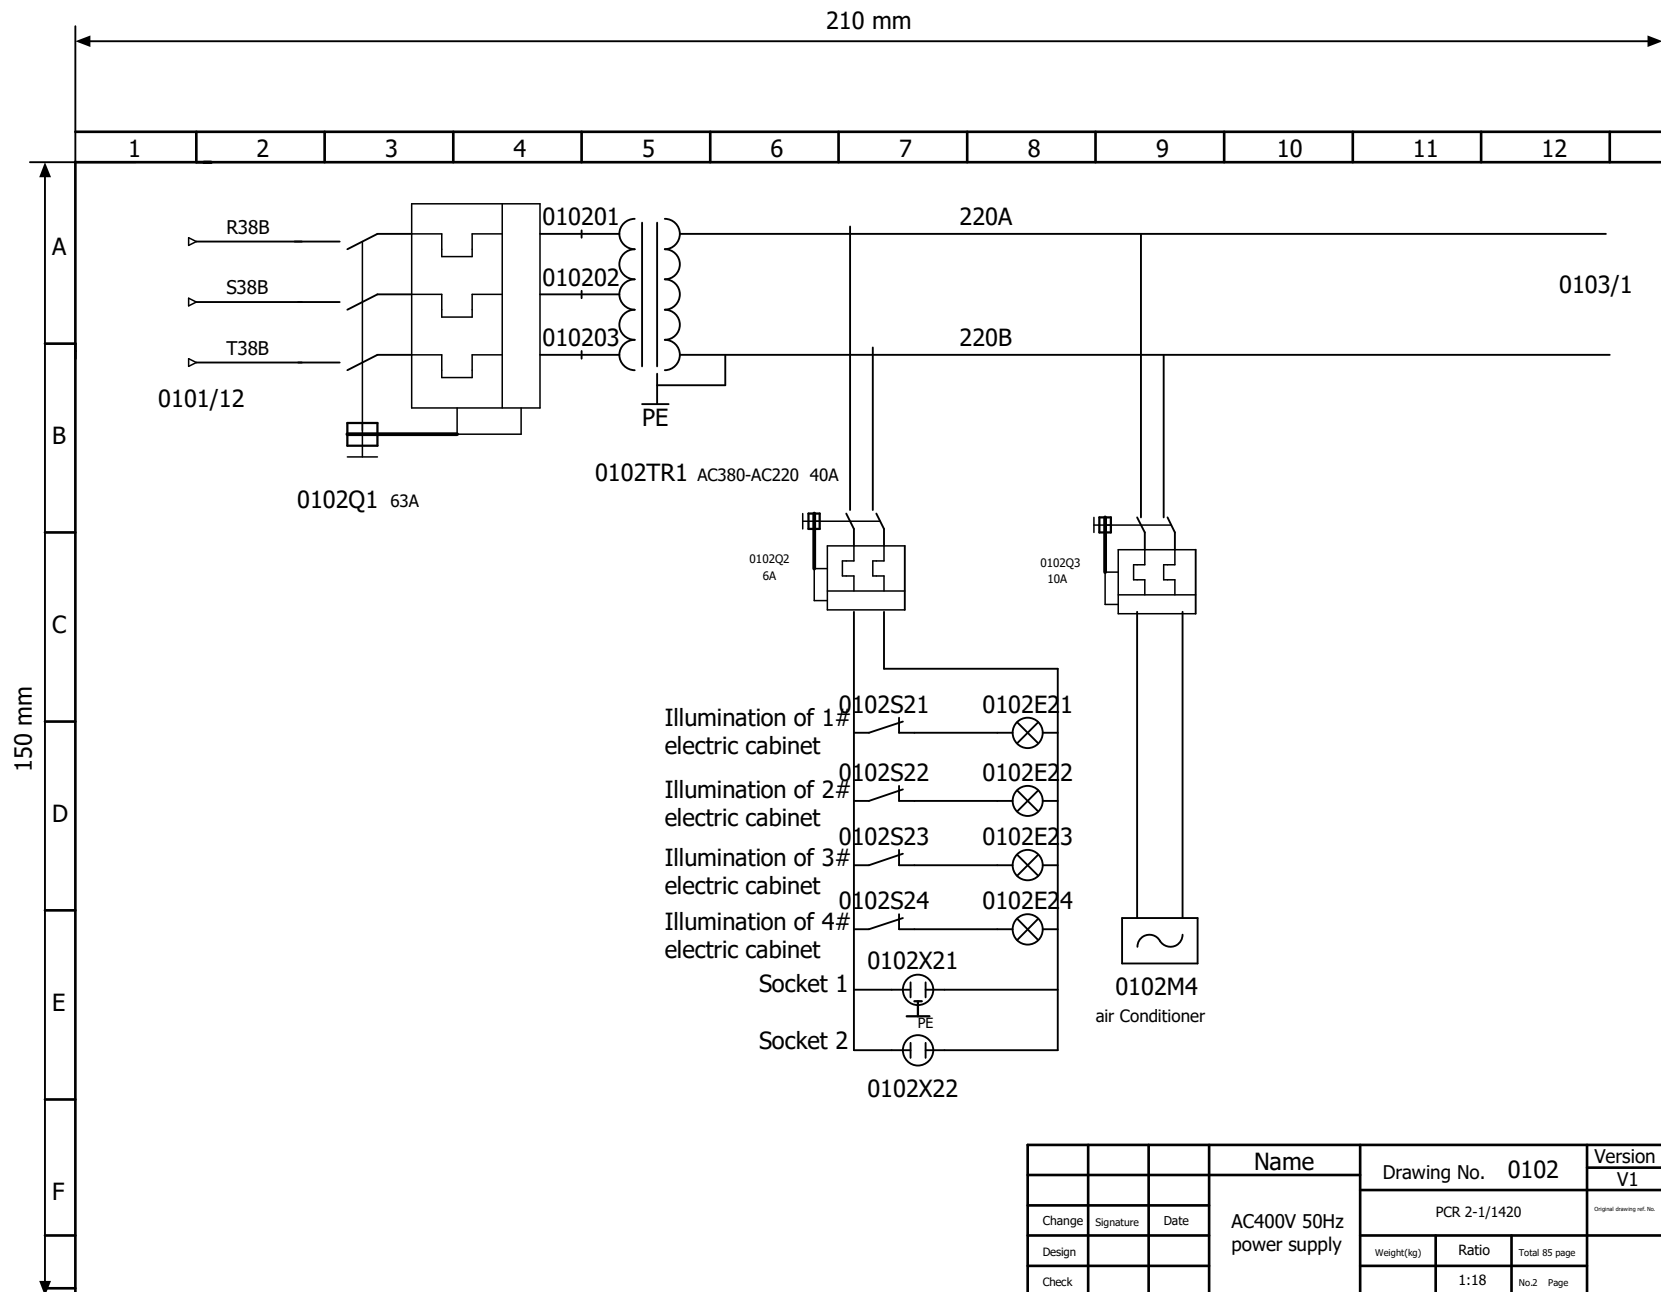 210 mm
1 2 3 4 5 6 7 8 9 10 11 12
150 mm
A
B
C
D
E
F
R38B
S38B
T38B
0101/12
010201
010202
010203
220A
220B
0103/1
PE
0102Q1 63A
0102TR1 AC380-AC220 40A
0102Q2
6A
0102Q3
10A
Illumination of 1#
electric cabinet
0102S21
0102E21
Illumination of 2#
electric cabinet
0102S22
0102E22
Illumination of 3#
electric cabinet
0102S23
0102E23
Illumination of 4#
electric cabinet
0102S24
0102E24
Socket 1
0102X21
PE
Socket 2
0102X22
0102M4
air Conditioner
Name
Drawing No. 0102
Version
V1
PCR 2-1/1420
Original drawing ref. No.
Change Signature Date
AC400V 50Hz
power supply
Design
Weight(kg) Ratio Total 85 page
Check
1:18 No.2 Page